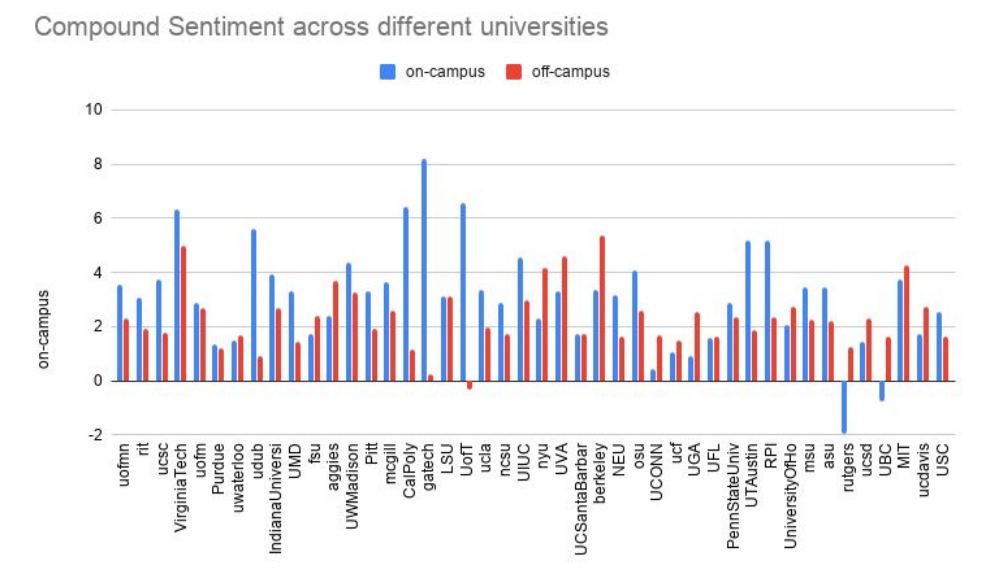 Compound Sentiment across different universities
on-campus
off-campus
on-campus
10
8
6
4
2
0
-2
uofmn
rit
ucsc
VirginiaTech
uofm
Purdue
uwaterloo
udub
IndianaUniversi
UMD
fsu
aggies
UWMadison
Pitt
mcgill
CalPoly
gatech
LSU
UofT
ucla
ncsu
UIUC
nyu
UVA
UCSantaBarbar
berkeley
NEU
osu
UCONN
ucf
UGA
UFL
PennStateUniv
UTAustin
RPI
UniversityOfHo
msu
asu
rutgers
ucsd
UBC
MIT
ucdavis
USC